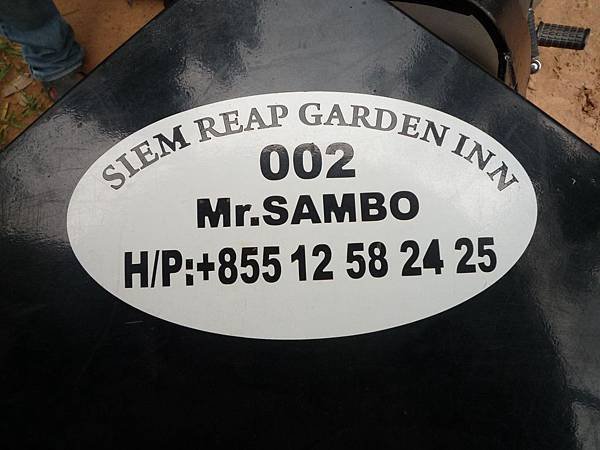 SIEM REAP GARDEN INN
002
Mr.SAMBO
H/P:+855 12 58 24 25